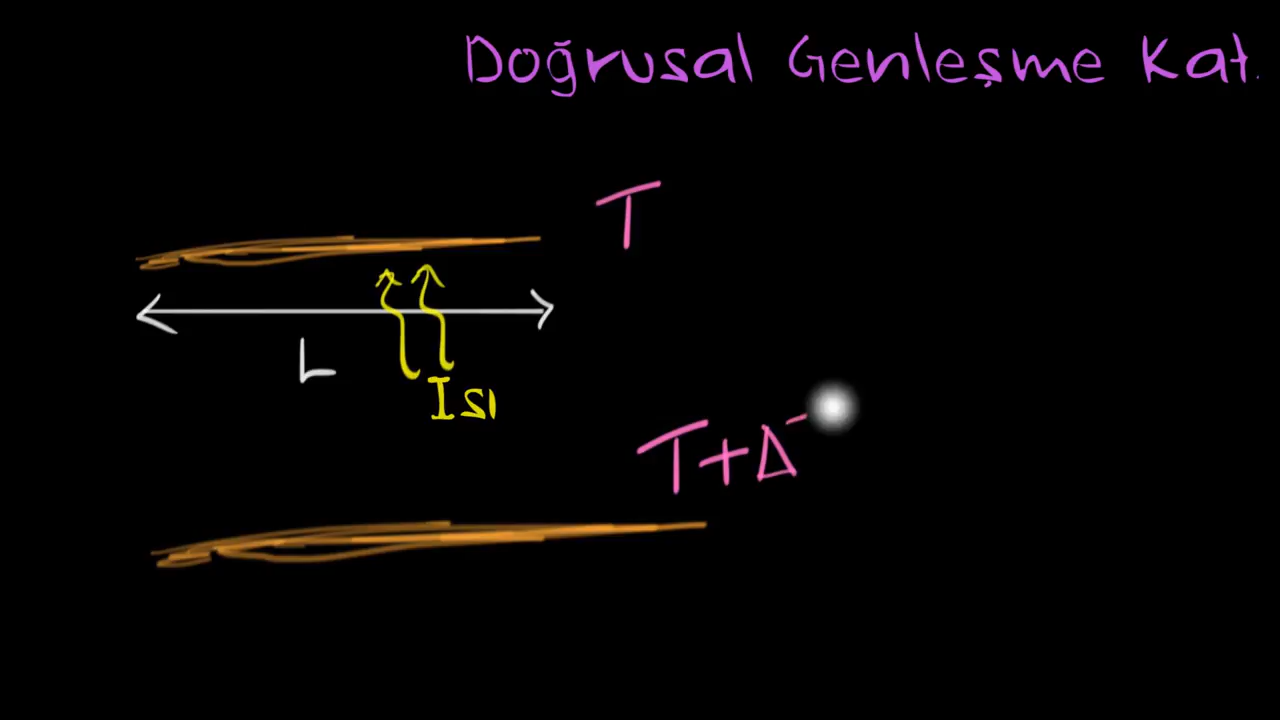 Doğrusal Genleşme Kat.
T
L
Isı
T+Δ